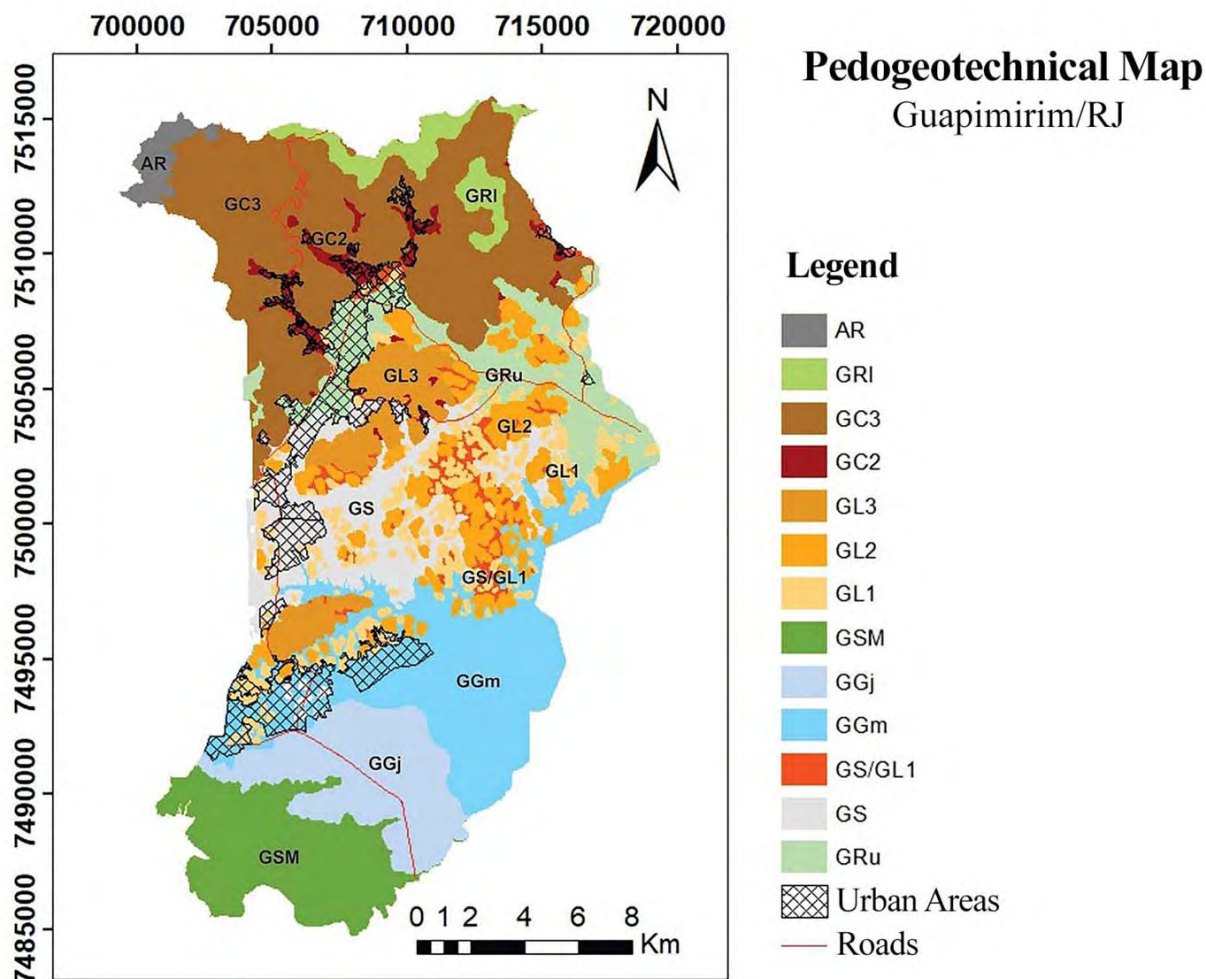 700000 705000 710000 715000 720000
Pedogeotechnical Map
Guapimirim/RJ
7515000
7510000
7505000
7500000
7495000
7490000
7485000
N
AR
GC3
GRI
GC2
GL3
GRu
GL2
GL1
GS
GS/GL1
GGm
GGj
GSM
0 1 2 4 6 8
Km
Legend
AR
GRI
GC3
GC2
GL3
GL2
GL1
GSM
GGj
GGm
GS/GL1
GS
GRu
Urban Areas
Roads